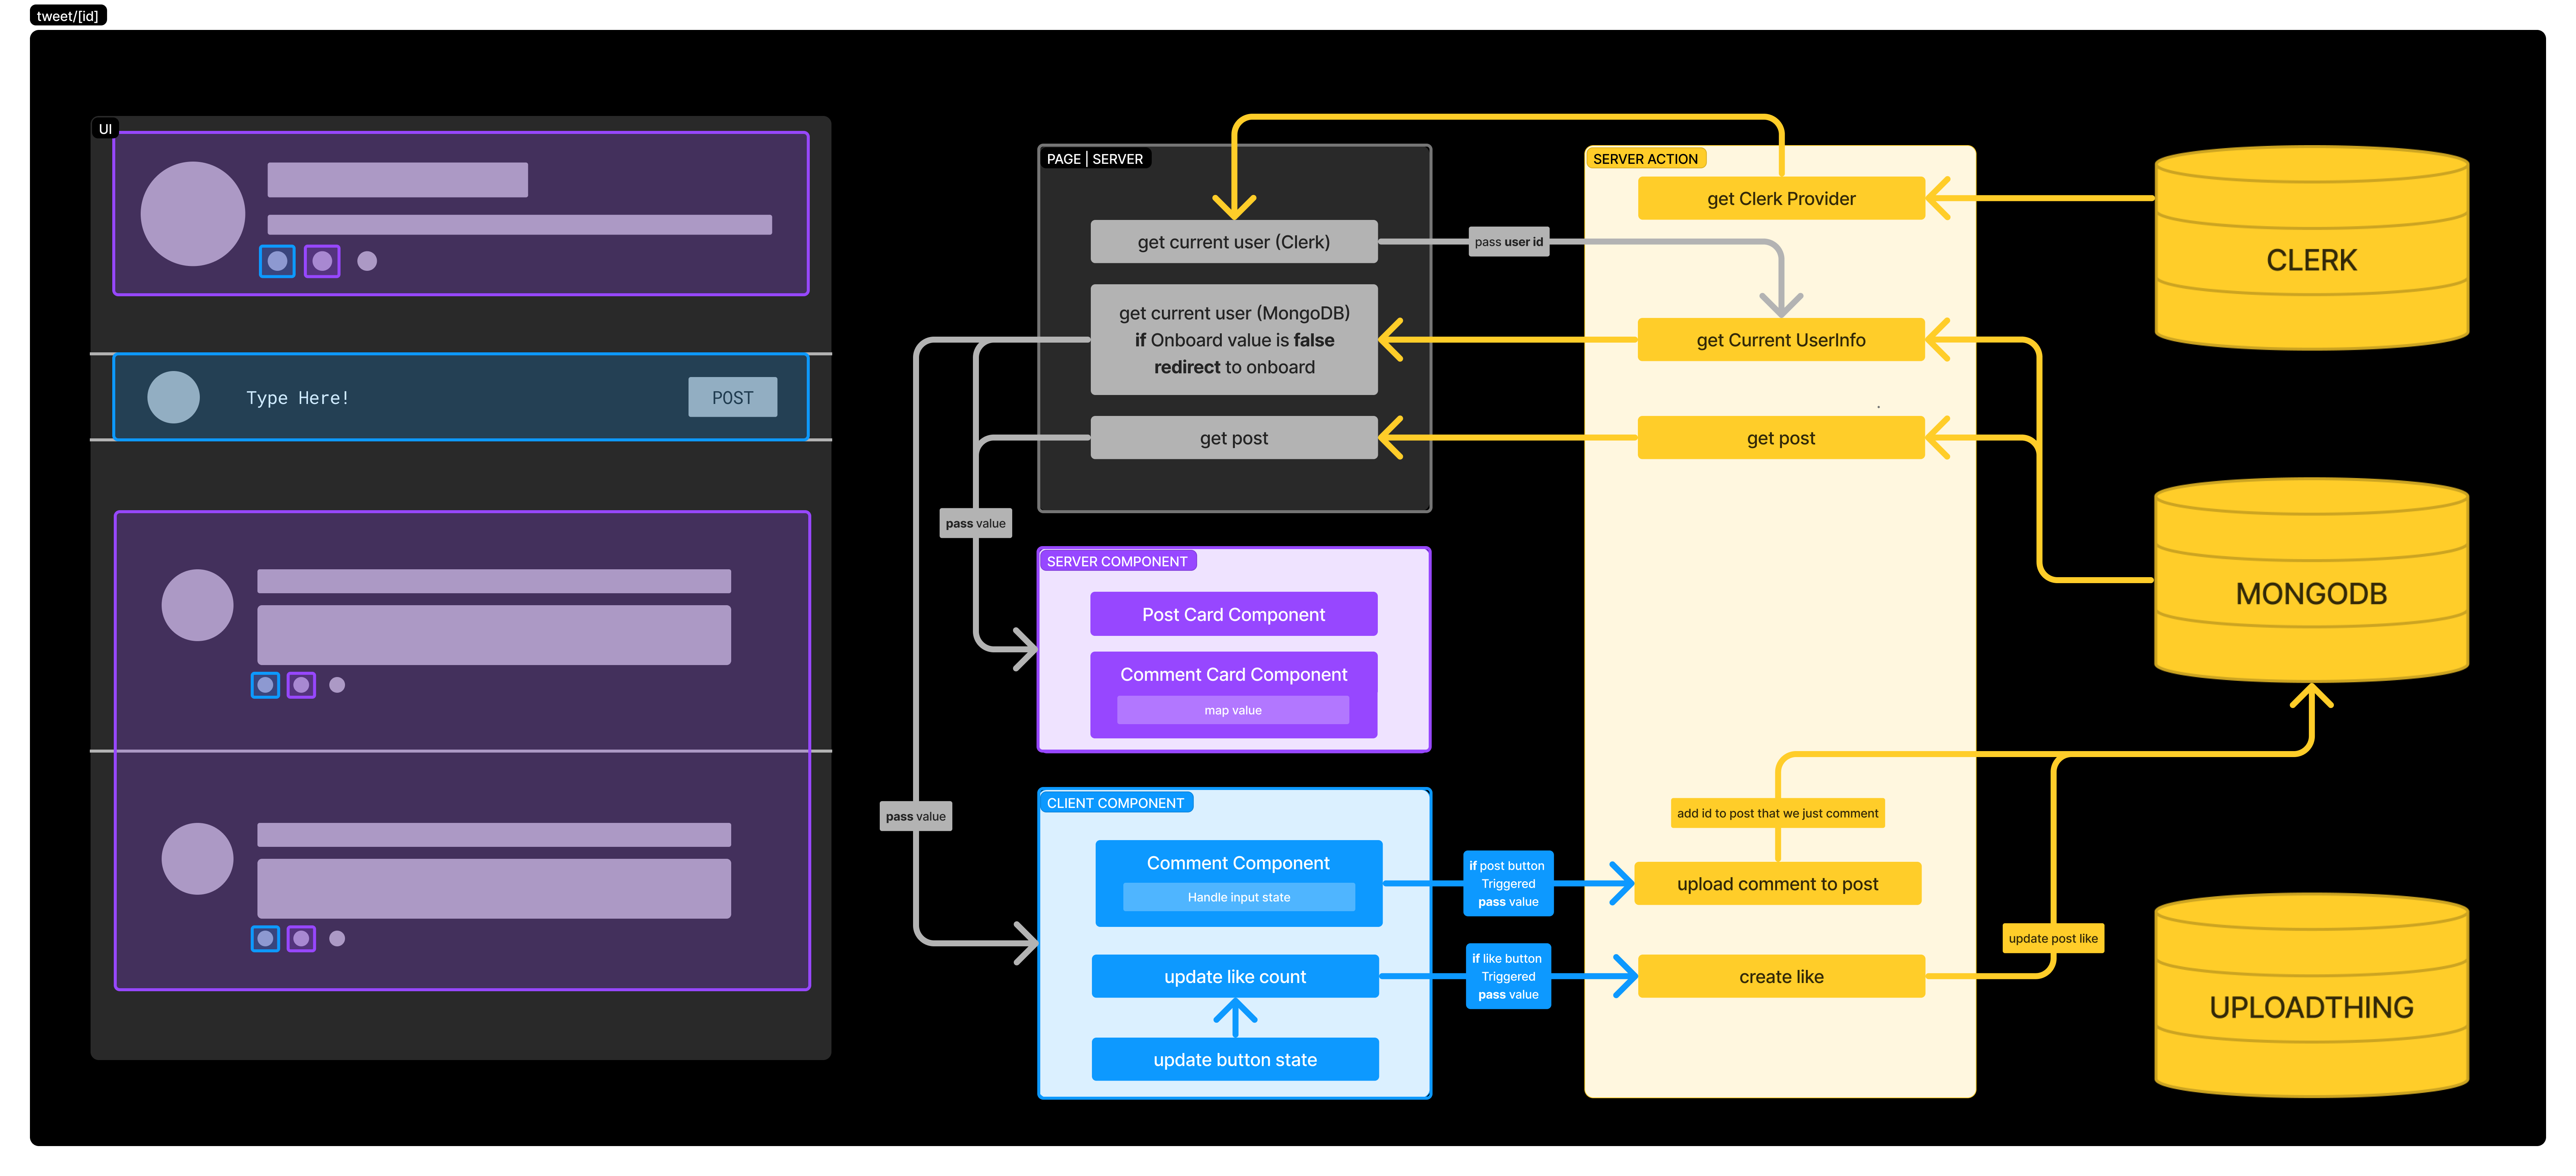 tweet/[id]
UI
Type Here!
POST
PAGE | SERVER
get current user (Clerk)
get current user (MongoDB)
if Onboard value is false
redirect to onboard
get post
pass user id
pass value
pass value
SERVER COMPONENT
Post Card Component
Comment Card Component
map value
CLIENT COMPONENT
Comment Component
Handle input state
update like count
update button state
if post button
Triggered
pass value
if like button
Triggered
pass value
SERVER ACTION
get Clerk Provider
get Current UserInfo
get post
add id to post that we just comment
upload comment to post
create like
update post like
CLERK
MONGODB
UPLOADTHING